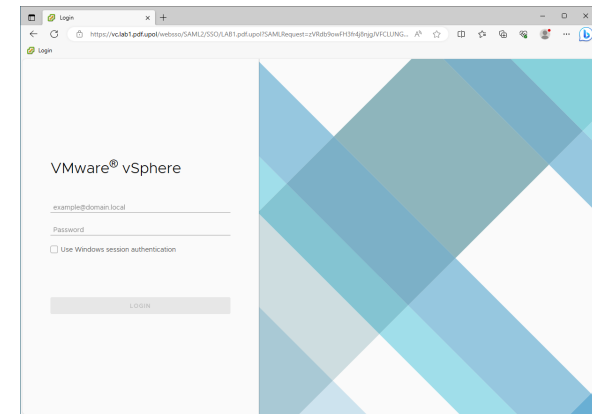 Login
https://vc.lab1.pdf.upol/websso/SAML2/SSO/LAB1.pdf.upol?SAMLRequest=
Login
VMware® vSphere
example@domain.local
Password
Use Windows session authentication
LOGIN